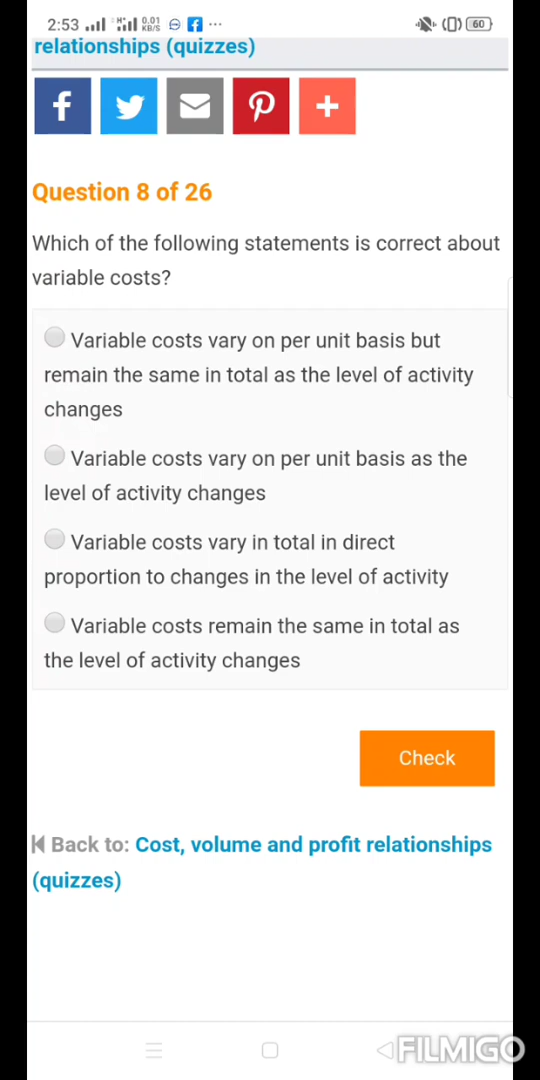 2:53 0.01 KB/S ... 60
relationships (quizzes)
Question 8 of 26
Which of the following statements is correct about
variable costs?
Variable costs vary on per unit basis but
remain the same in total as the level of activity
changes
Variable costs vary on per unit basis as the
level of activity changes
Variable costs vary in total in direct
proportion to changes in the level of activity
Variable costs remain the same in total as
the level of activity changes
Check
Back to: Cost, volume and profit relationships
(quizzes)
FILMIGO